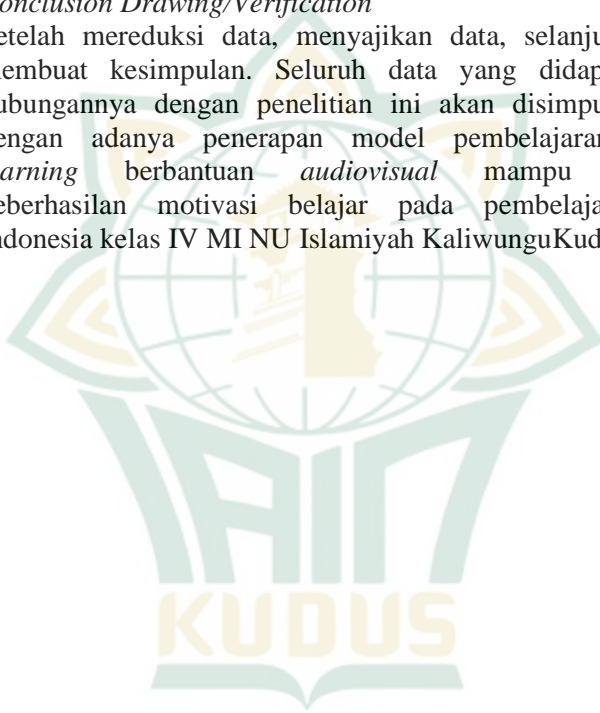 onclusion Drawing/Verification
etelah mereduksi data, menyajikan data, selanju
embuat kesimpulan. Seluruh data yang didap
ubungannya dengan penelitian ini akan disimpu
engan adanya penerapan model pembelajaran
arning berbantuan audiovisual mampu
eberhasilan motivasi belajar pada pembelaja
ndonesia kelas IV MI NU Islamiyah KaliwunguKud
IAIN
KUDUS